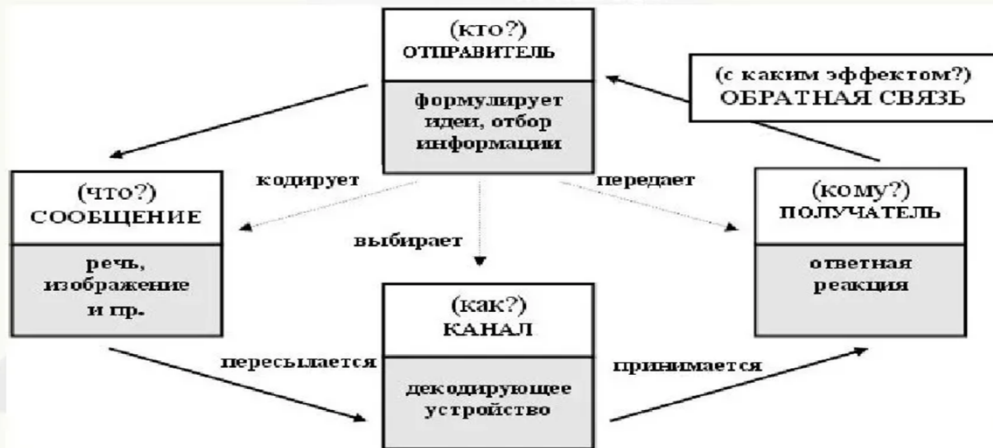 (кто?)
ОТПРАВИТЕЛЬ
формулирует
идеи, отбор
информации
(с каким эффектом?)
ОБРАТНАЯ СВЯЗЬ
кодирует
передает
(что?)
СООБЩЕНИЕ
речь,
изображение
и пр.
выбирает
(кому?)
ПОЛУЧАТЕЛЬ
ответная
реакция
(как?)
КАНАЛ
декодирующее
устройство
пересылается
принимается